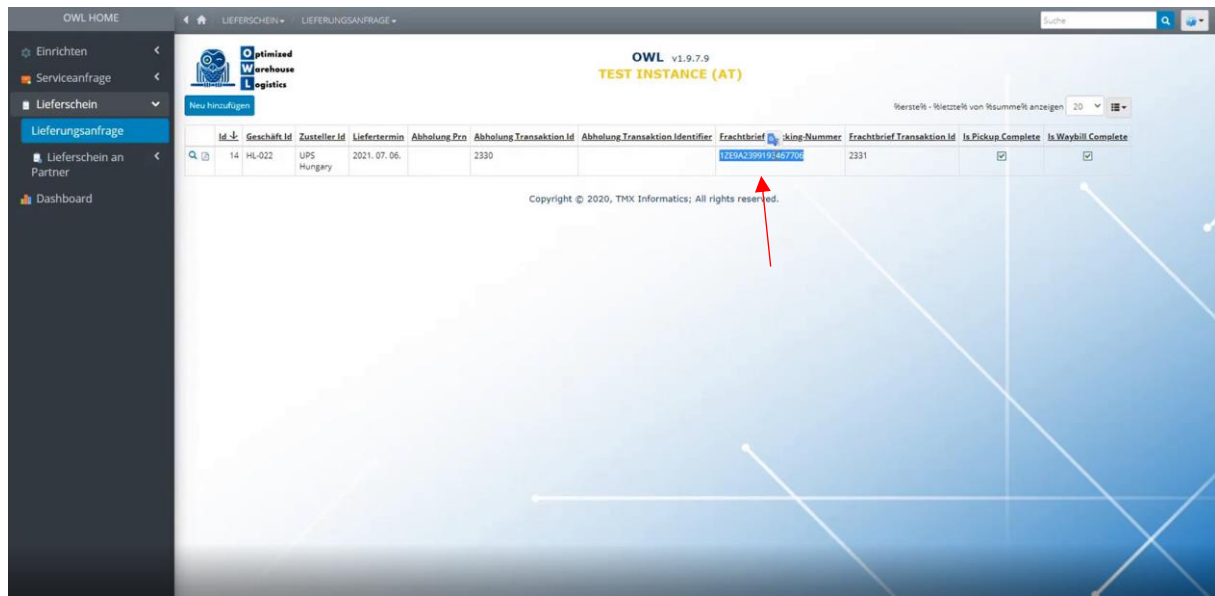 OWL HOME
LIEFERSCHEIN
LIEFERUNGSANFRAGE
Suche
Einrichten
Serviceanfrage
Lieferschein
Lieferungsanfrage
Lieferschein an
Partner
Dashboard
Optimized
Warehouse
Logistics
OWL v1.9.7.9
TEST INSTANCE (AT)
Neu hinzufügen
%erste% - %letzte% von %summe% anzeigen 20
Id Geschäft Id Zusteller Id Liefertermin Abholung Prn Abholung Transaktion Id Abholung Transaktion Identifier Frachtbrief :king-Nummer Frachtbrief Transaktion Id Is Pickup Complete Is Waybill Complete
14 HL-022 UPS 2021. 07. 06. 2330 1ZE9A2399193467706 2331
Hungary
Copyright © 2020, TMX Informatics; All rights reserved.